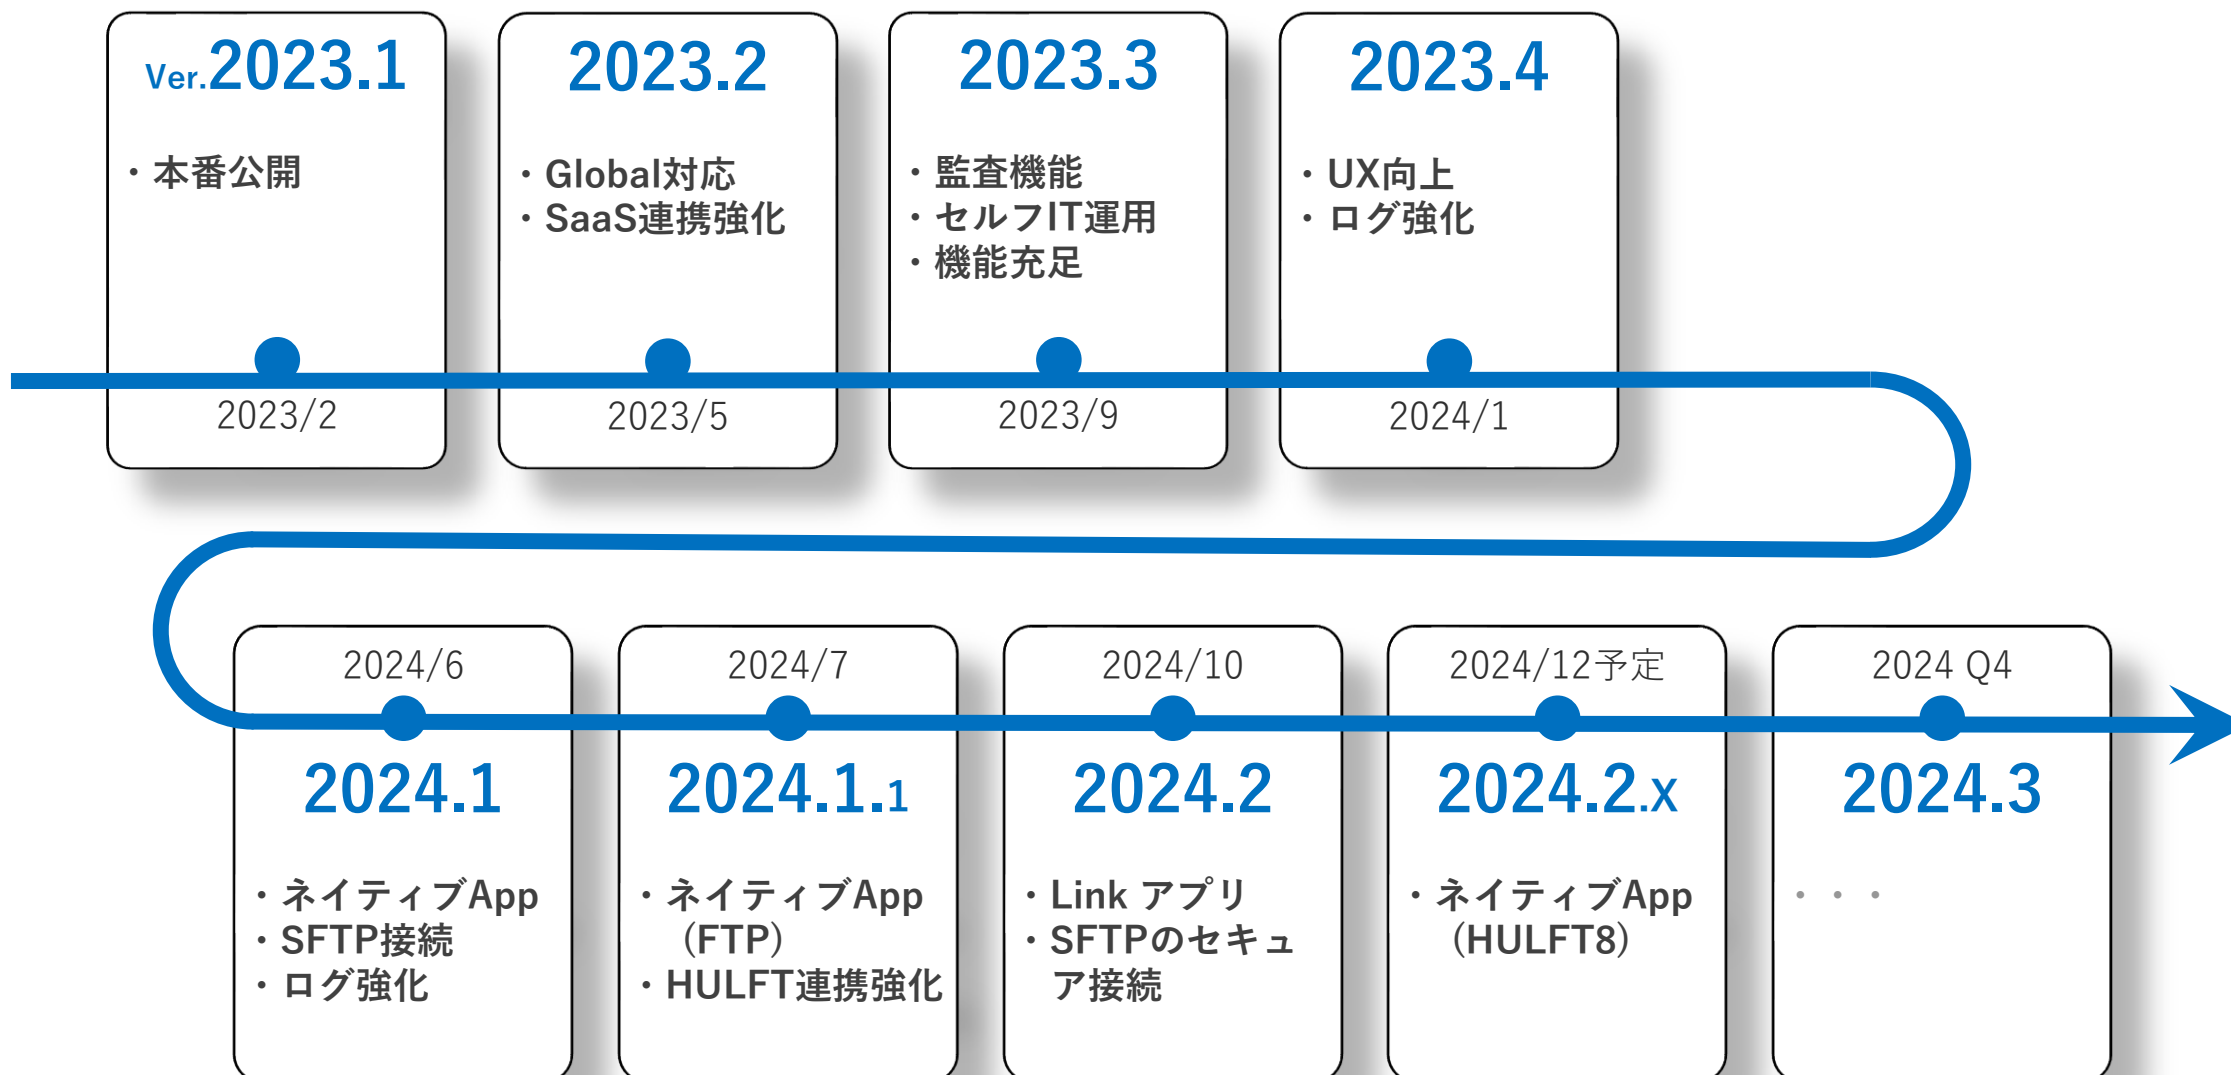 Ver.2023.1
・本番公開
2023/2
2023.2
・Global対応
・SaaS連携強化
2023/5
2023.3
・監査機能
・セルフIT運用
・機能充足
2023/9
2023.4
・UX向上
・ログ強化
2024/1
2024/6
2024.1
・ネイティブApp
・SFTP接続
・ログ強化
2024/7
2024.1.1
・ネイティブApp
（FTP）
・HULFT連携強化
2024/10
2024.2
・Link アプリ
・SFTPのセキュ
ア接続
2024/12予定
2024.2.X
・ネイティブApp
（HULFT8）
2024 Q4
2024.3
・・・